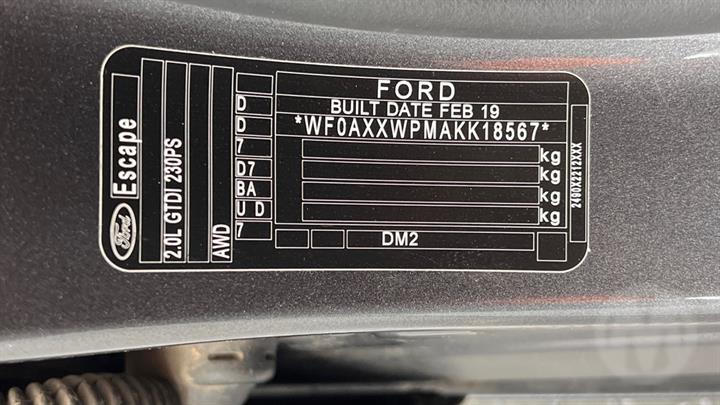 FORD
BUILT DATE FEB 19
*WF0AXXWPMAKK18567*
kg
kg
kg
kg
DM2
D
D
7
D7
BA
U D
7
AWD
2.0L GTDI 230PS
Escape
Ford
2490X2212XXX